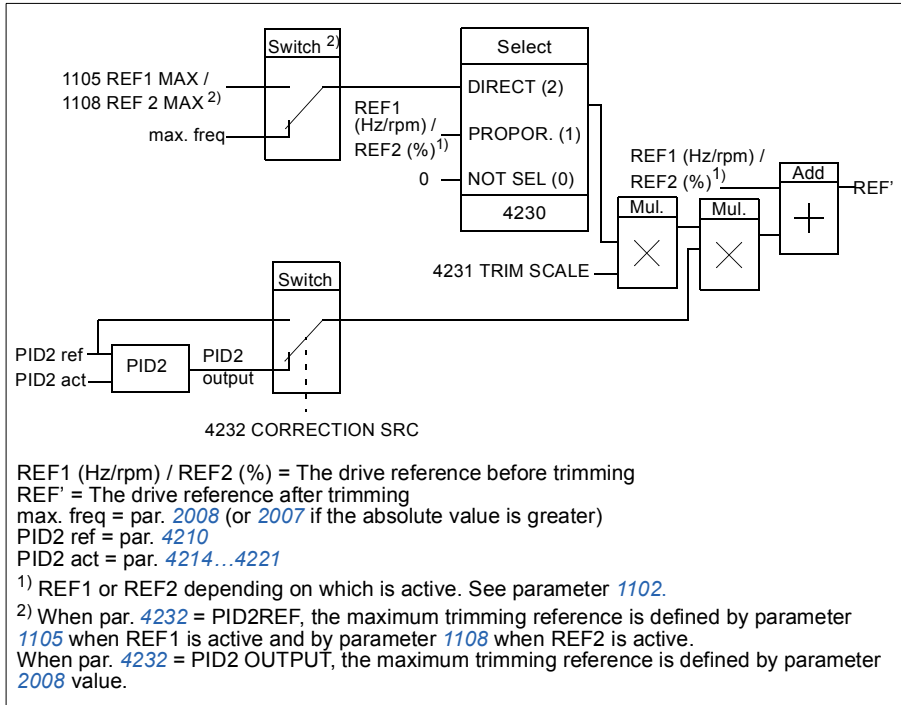 Switch 2)
Select
1105 REF1 MAX /
1108 REF 2 MAX 2)
DIRECT (2)
REF1
(Hz/rpm) /
REF2 (%)1)
max. freq
PROPOR. (1)
REF1 (Hz/rpm) /
REF2 (%)1)
Add
REF’
+
0
NOT SEL (0)
4230
Mul.
Mul.
4231 TRIM SCALE
Switch
PID2 ref
PID2 act
PID2
PID2
output
4232 CORRECTION SRC
REF1 (Hz/rpm) / REF2 (%) = The drive reference before trimming
REF’ = The drive reference after trimming
max. freq = par. 2008 (or 2007 if the absolute value is greater)
PID2 ref = par. 4210
PID2 act = par. 4214…4221
1) REF1 or REF2 depending on which is active. See parameter 1102.
2) When par. 4232 = PID2REF, the maximum trimming reference is defined by parameter
1105 when REF1 is active and by parameter 1108 when REF2 is active.
When par. 4232 = PID2 OUTPUT, the maximum trimming reference is defined by parameter
2008 value.